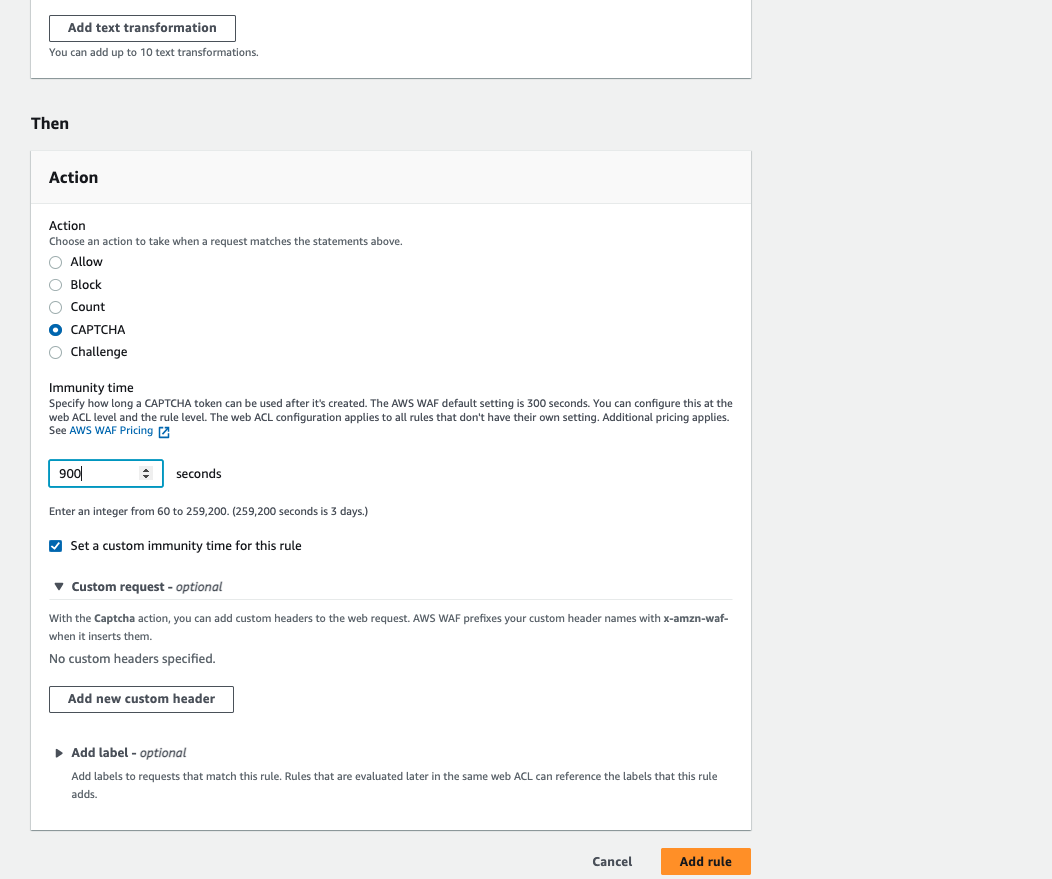 Add text transformation
You can add up to 10 text transformations.
Then
Action
Action
Choose an action to take when a request matches the statements above.
Allow
Block
Count
CAPTCHA
Challenge
Immunity time
Specify how long a CAPTCHA token can be used after it's created. The AWS WAF default setting is 300 seconds. You can configure this at the
web ACL level and the rule level. The web ACL configuration applies to all rules that don't have their own setting. Additional pricing applies.
See AWS WAF Pricing
900 seconds
Enter an integer from 60 to 259,200. (259,200 seconds is 3 days.)
Set a custom immunity time for this rule
Custom request - optional
With the Captcha action, you can add custom headers to the web request. AWS WAF prefixes your custom header names with x-amzn-waf-
when it inserts them.
No custom headers specified.
Add new custom header
Add label - optional
Add labels to requests that match this rule. Rules that are evaluated later in the same web ACL can reference the labels that this rule
adds.
Cancel Add rule